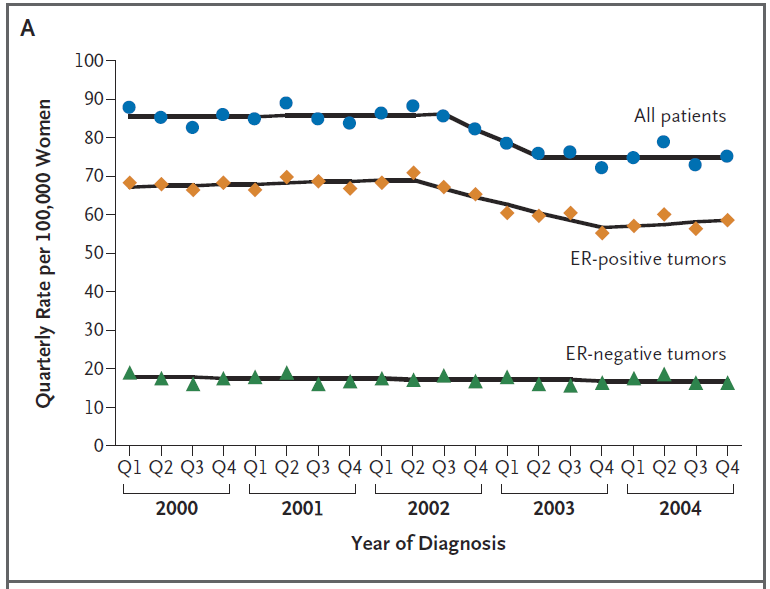 A
100
90
80
70
60
50
40
30
20
10
0
Quarterly Rate per 100,000 Women
All patients
ER-positive tumors
ER-negative tumors
Q1 Q2 Q3 Q4 Q1 Q2 Q3 Q4 Q1 Q2 Q3 Q4 Q1 Q2 Q3 Q4 Q1 Q2 Q3 Q4
2000 2001 2002 2003 2004
Year of Diagnosis